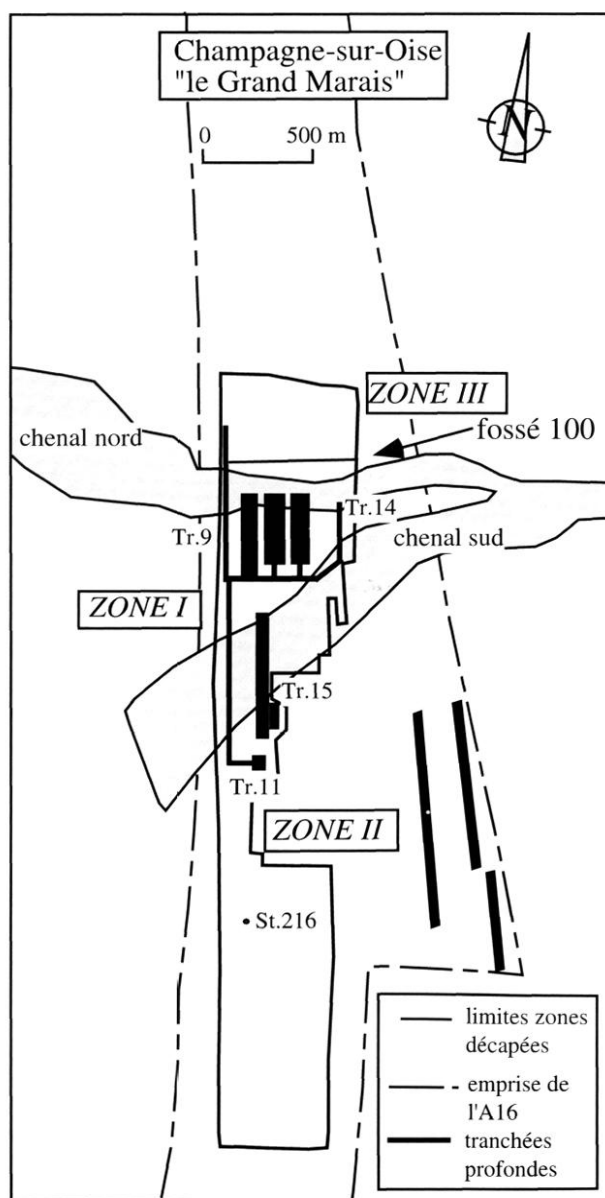 Champagne-sur-Oise
"le Grand Marais"
0 500 m
N
ZONE III
chenal nord
fossé 100
Tr.14
Tr.9
chenal sud
ZONE I
Tr.15
Tr.11
ZONE II
St.216
limites zones
décapées
emprise de
l'A16
tranchées
profondes